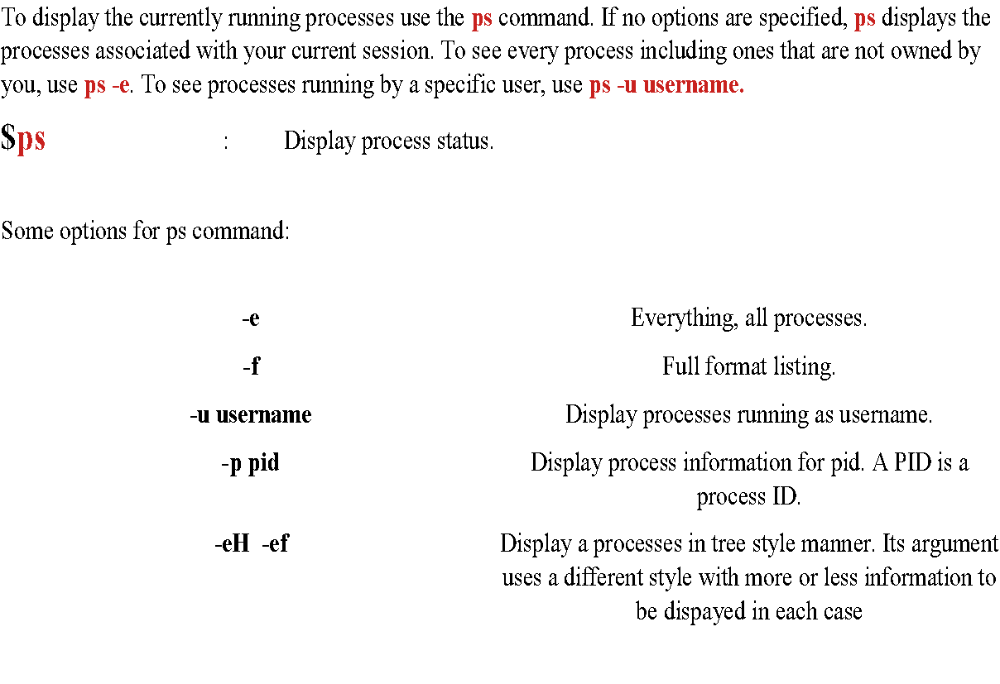 To display the currently running processes use the ps command. If no options are specified, ps displays the
processes associated with your current session. To see every process including ones that are not owned by
you, use ps -e. To see processes running by a specific user, use ps -u username.
$ps : Display process status.
Some options for ps command:
-e Everything, all processes.
-f Full format listing.
-u username Display processes running as username.
-p pid Display process information for pid. A PID is a
process ID.
-eH -ef Display a processes in tree style manner. Its argument
uses a different style with more or less information to
be dispayed in each case